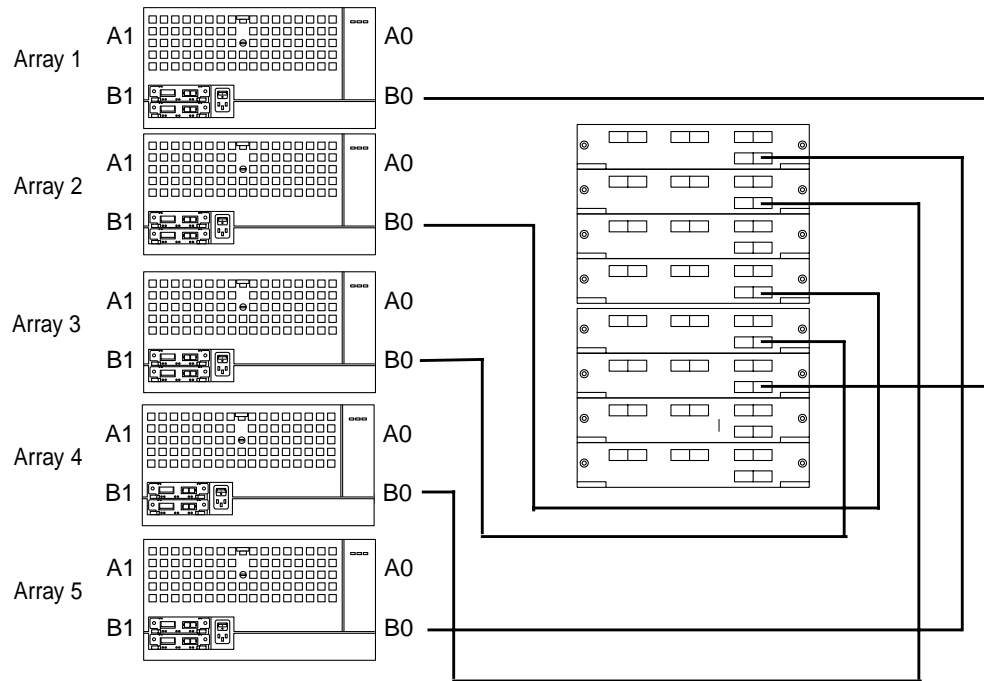 A1 A0
Array 1
B1 B0
A1 A0
Array 2
B1 B0
A1 A0
Array 3
B1 B0
A1 A0
Array 4
B1 B0
A1 A0
Array 5
B1 B0